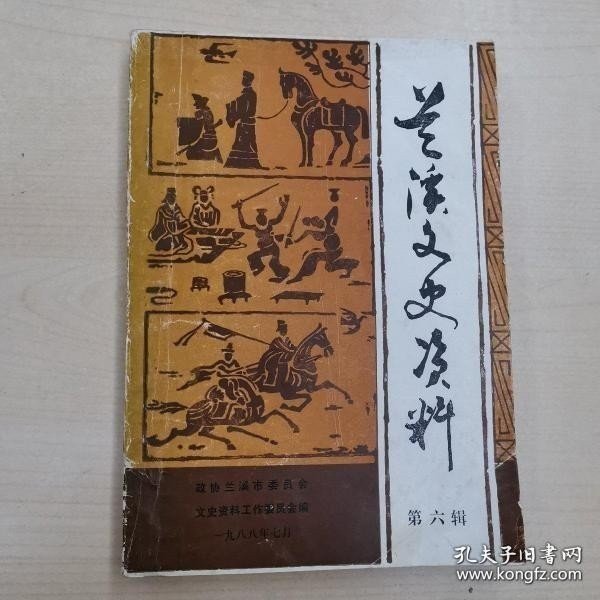 兰溪文史资料
第六辑
政协兰溪市委员会
文史资料工作委员会编
一九八八年七月
孔夫子旧书网
www.kongfz.com